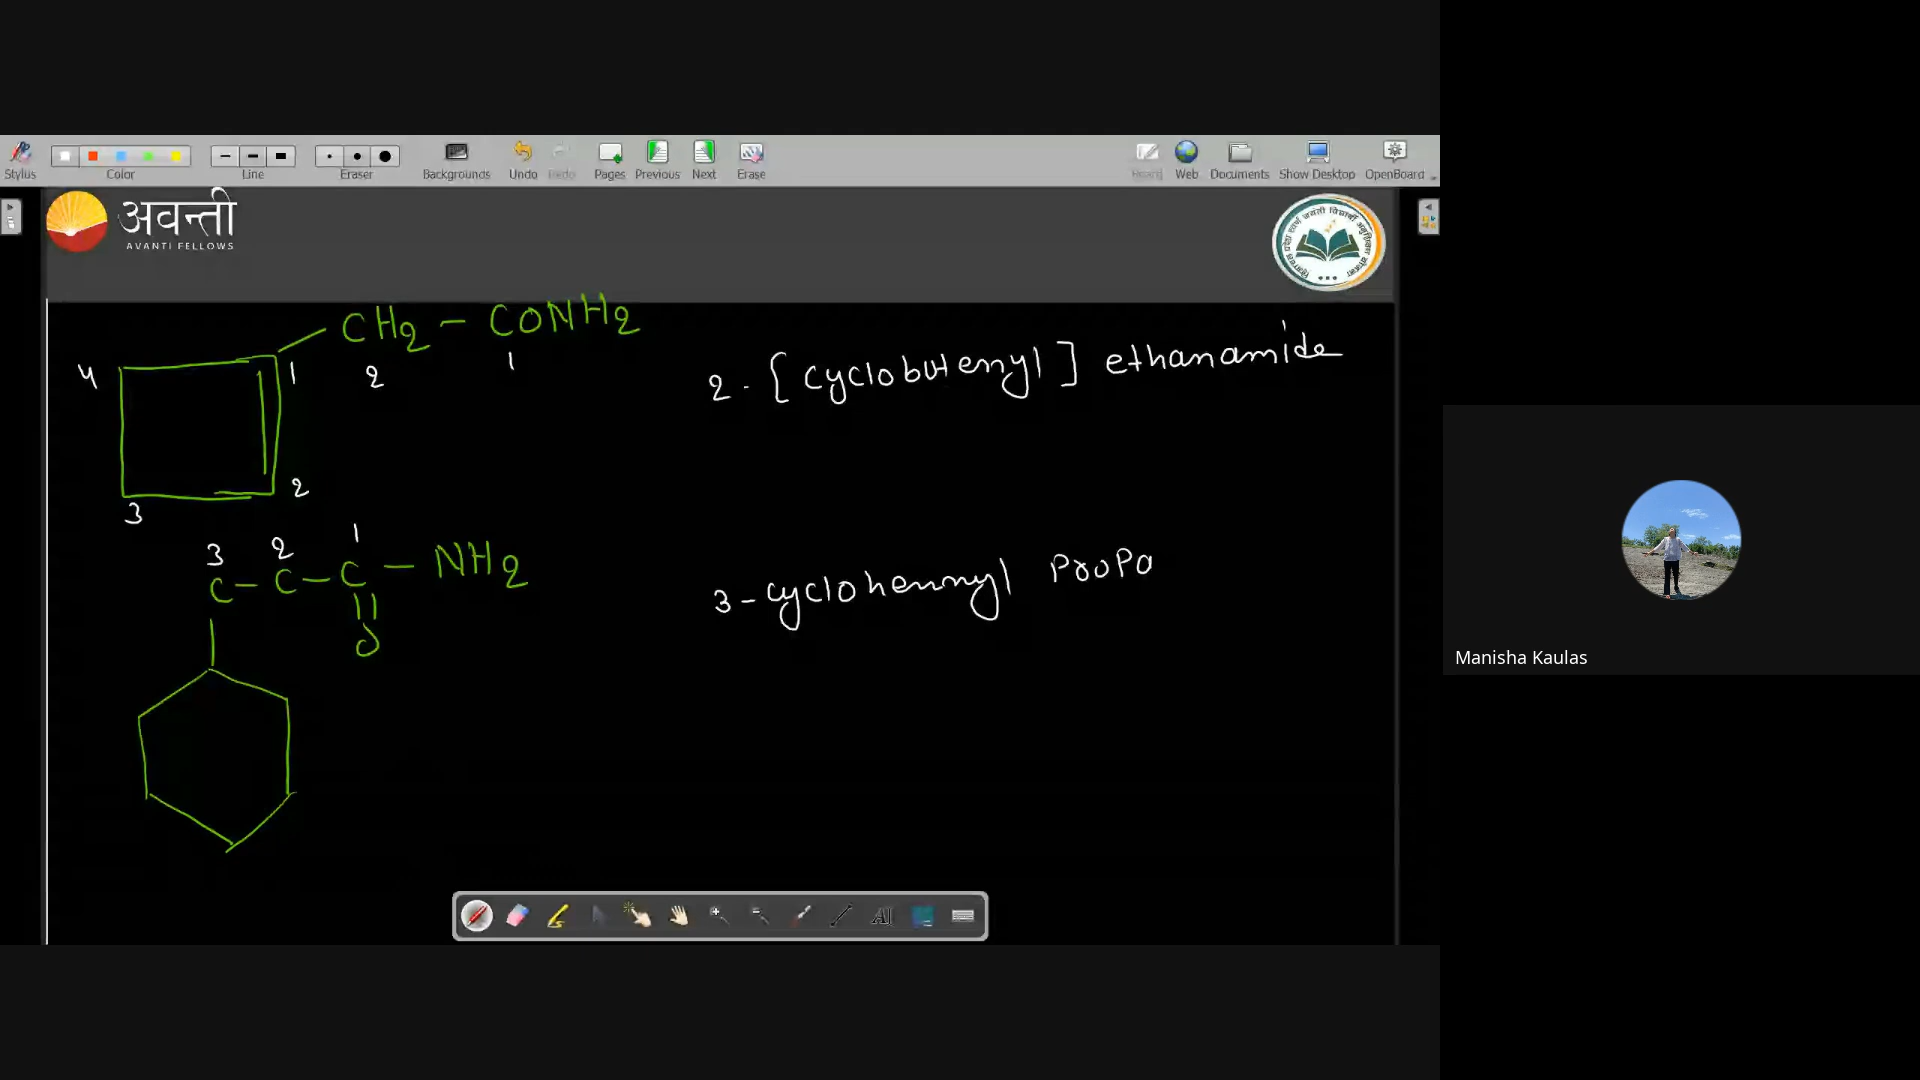 Stylus Color Line Eraser Backgrounds Undo Redo Pages Previous Next Erase Board Web Documents Show Desktop OpenBoard
अवन्ती
AVANTI FELLOWS
CH2 - CONH2
4 1 2 1
2 - [cyclobutenyl] ethanamide
2
3
3 2 1
C - C - C - NH2
O
3 - cyclohennyl Propa
AI
Manisha Kaulas